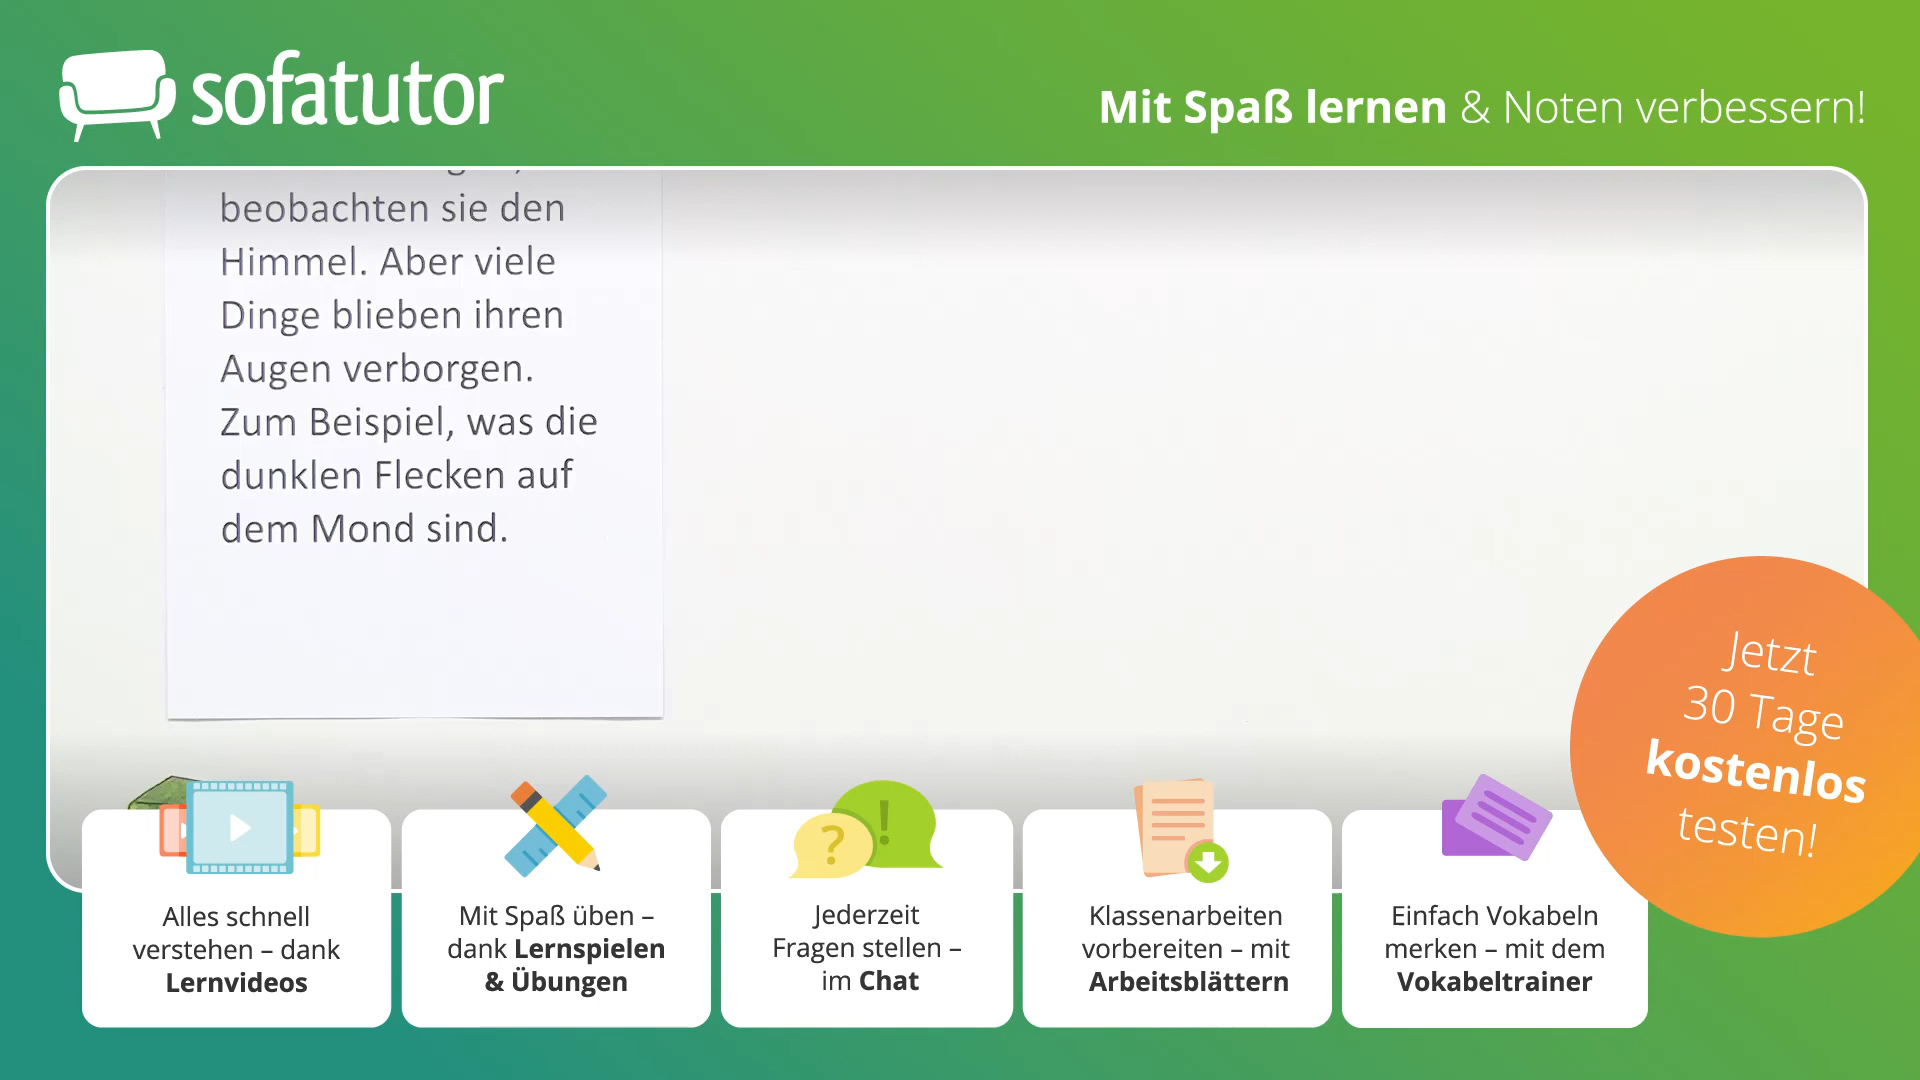 sofatutor
Mit Spaß lernen & Noten verbessern!
beobachten sie den
Himmel. Aber viele
Dinge blieben ihren
Augen verborgen.
Zum Beispiel, was die
dunklen Flecken auf
dem Mond sind.
Jetzt
30 Tage
kostenlos
testen!
?
!
Alles schnell
verstehen – dank
Lernvideos
Mit Spaß üben –
dank Lernspielen
& Übungen
Jederzeit
Fragen stellen –
im Chat
Klassenarbeiten
vorbereiten – mit
Arbeitsblättern
Einfach Vokabeln
merken – mit dem
Vokabeltrainer